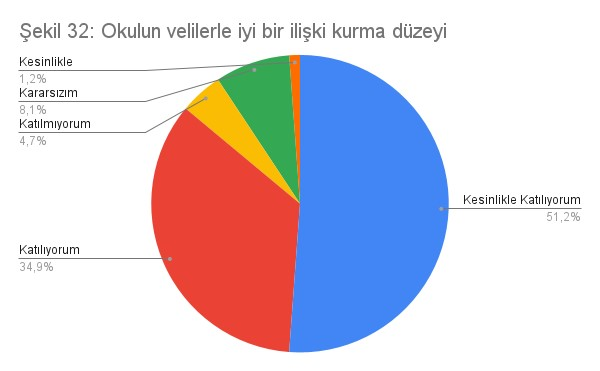 Şekil 32: Okulun velilerle iyi bir ilişki kurma düzeyi
Kesinlikle
1,2%
Kararsızım
8,1%
Katılmıyorum
4,7%
Katılıyorum
34,9%
Kesinlikle Katılıyorum
51,2%